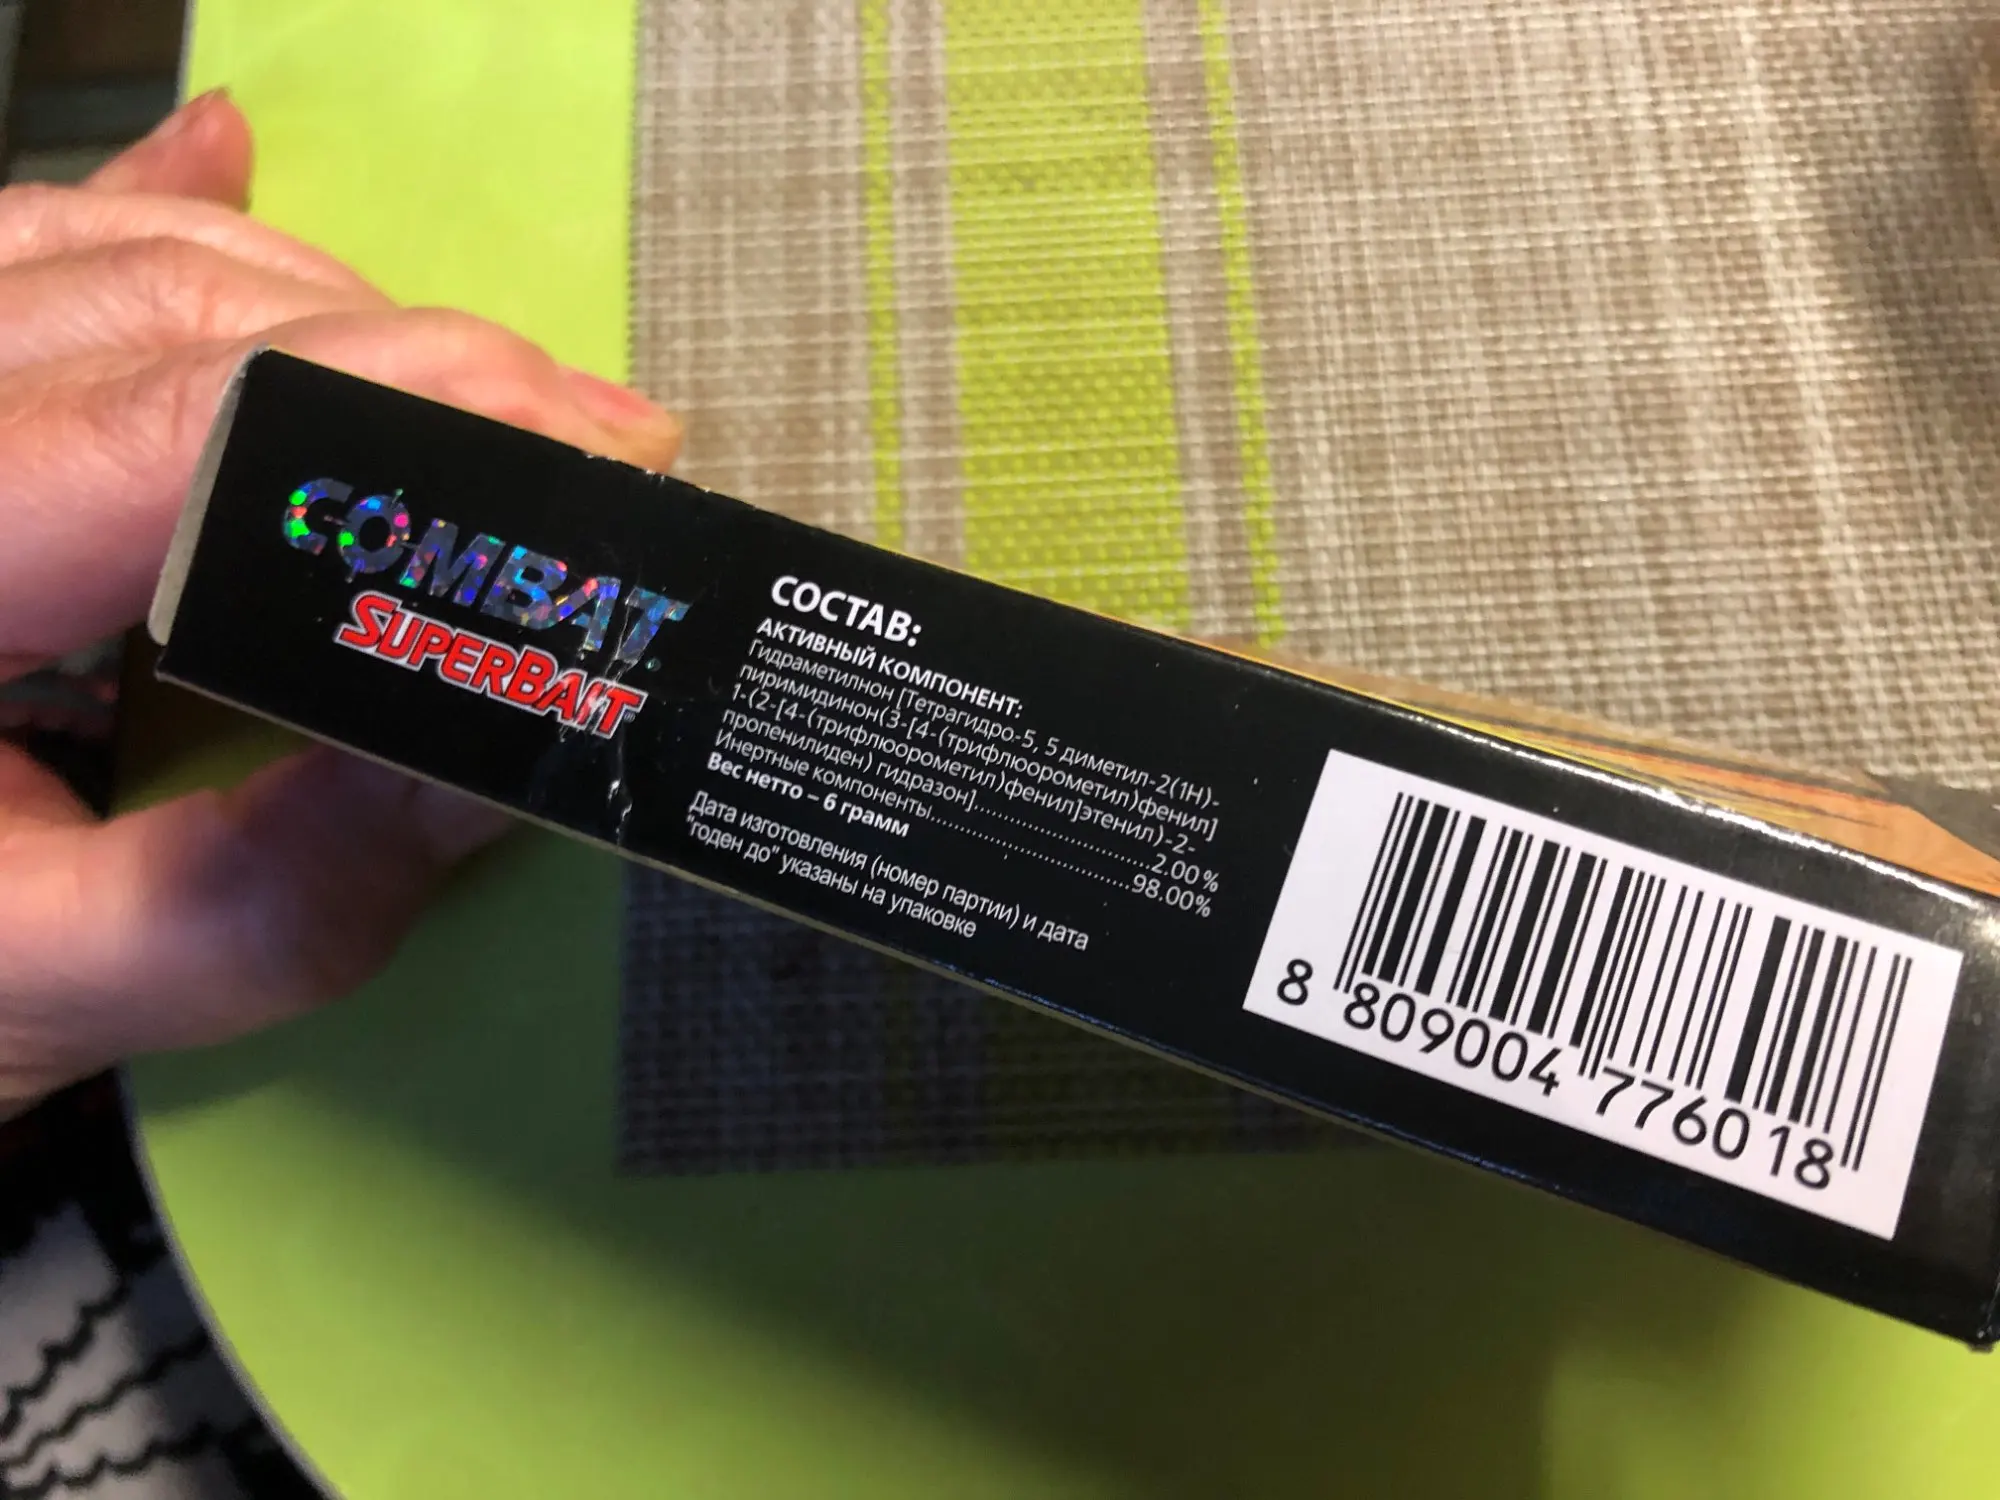 COMBAT
SUPERBAIT
СОСТАВ:
АКТИВНЫЙ КОМПОНЕНТ:
Гидраметилнон [Тетрагидро-5, 5 диметил-2(1H)-
пиримидинон(3-[4-(трифлюорометил)фенил]
1-(2-[4-(трифлюорометил)фенил]этенил)-2-
пропенилиден) гидразон]..........................2.00 %
Инертные компоненты..............................98.00%
Вес нетто – 6 грамм
Дата изготовления (номер партии) и дата
"годен до" указаны на упаковке
8 809004 776018